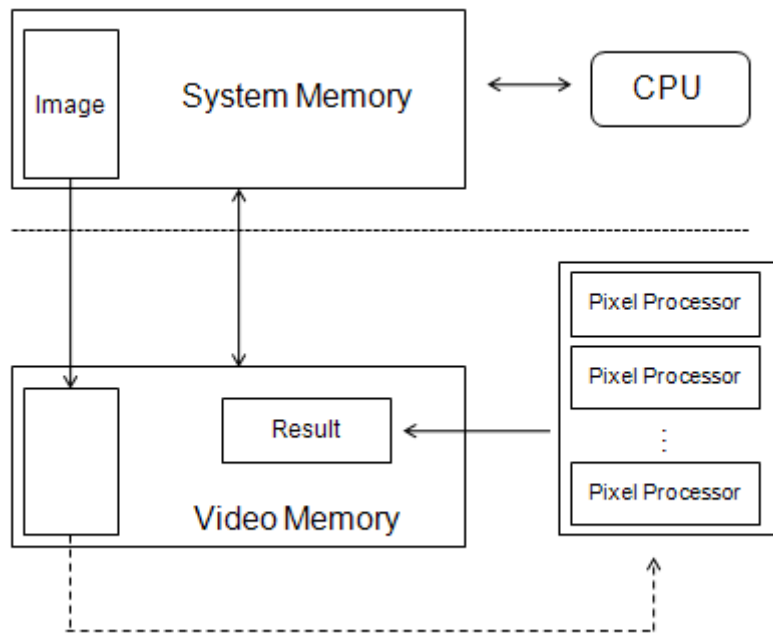 Image
System Memory
CPU
Pixel Processor
Pixel Processor
⋮
Pixel Processor
Result
Video Memory